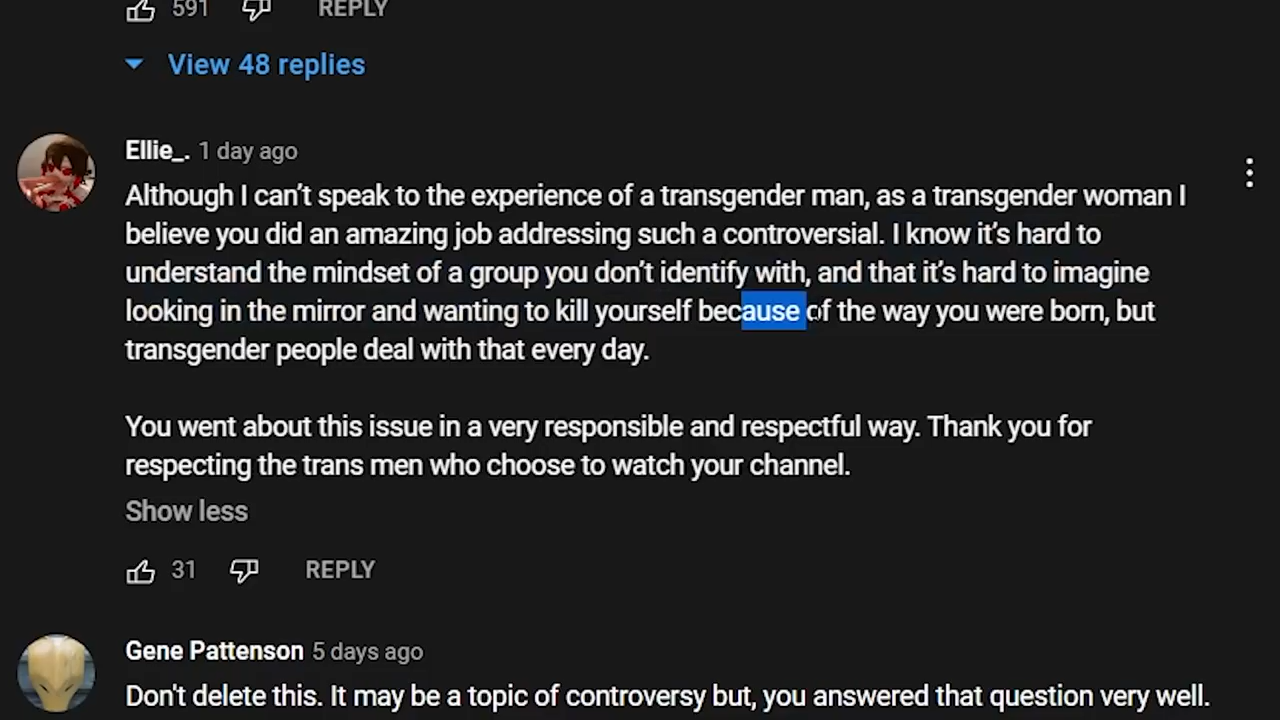 591 REPLY
View 48 replies
Ellie_. 1 day ago
Although I can’t speak to the experience of a transgender man, as a transgender woman I
believe you did an amazing job addressing such a controversial. I know it’s hard to
understand the mindset of a group you don’t identify with, and that it’s hard to imagine
looking in the mirror and wanting to kill yourself because of the way you were born, but
transgender people deal with that every day.
You went about this issue in a very responsible and respectful way. Thank you for
respecting the trans men who choose to watch your channel.
Show less
31 REPLY
Gene Pattenson 5 days ago
Don't delete this. It may be a topic of controversy but, you answered that question very well.